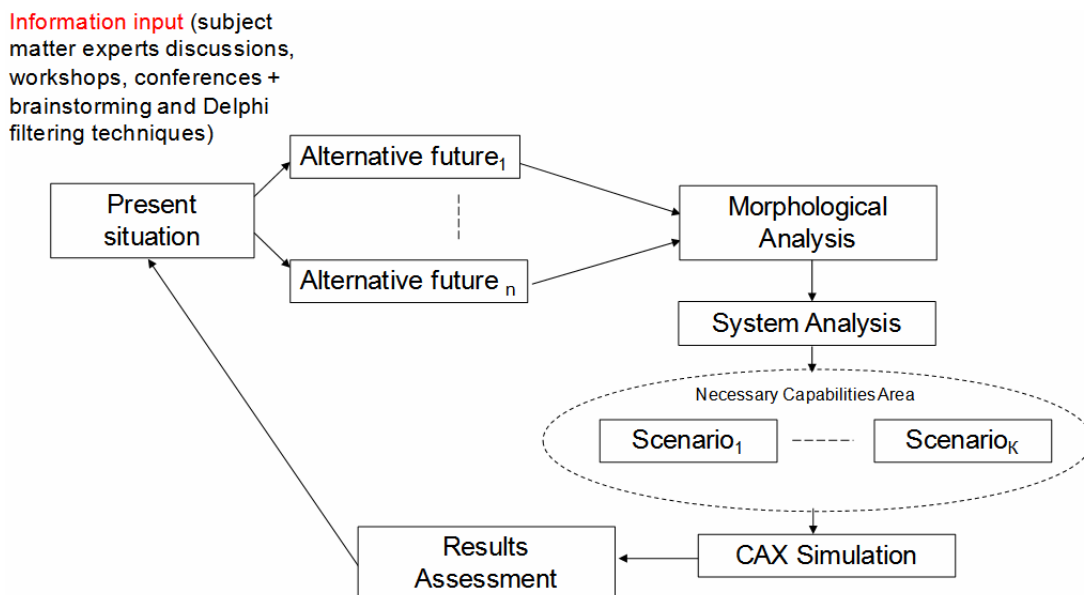 Information input (subject
matter experts discussions,
workshops, conferences +
brainstorming and Delphi
filtering techniques)
Alternative future1
Present
situation
Alternative future n
Morphological
Analysis
System Analysis
Necessary Capabilities Area
Scenario1
ScenarioK
CAX Simulation
Results
Assessment